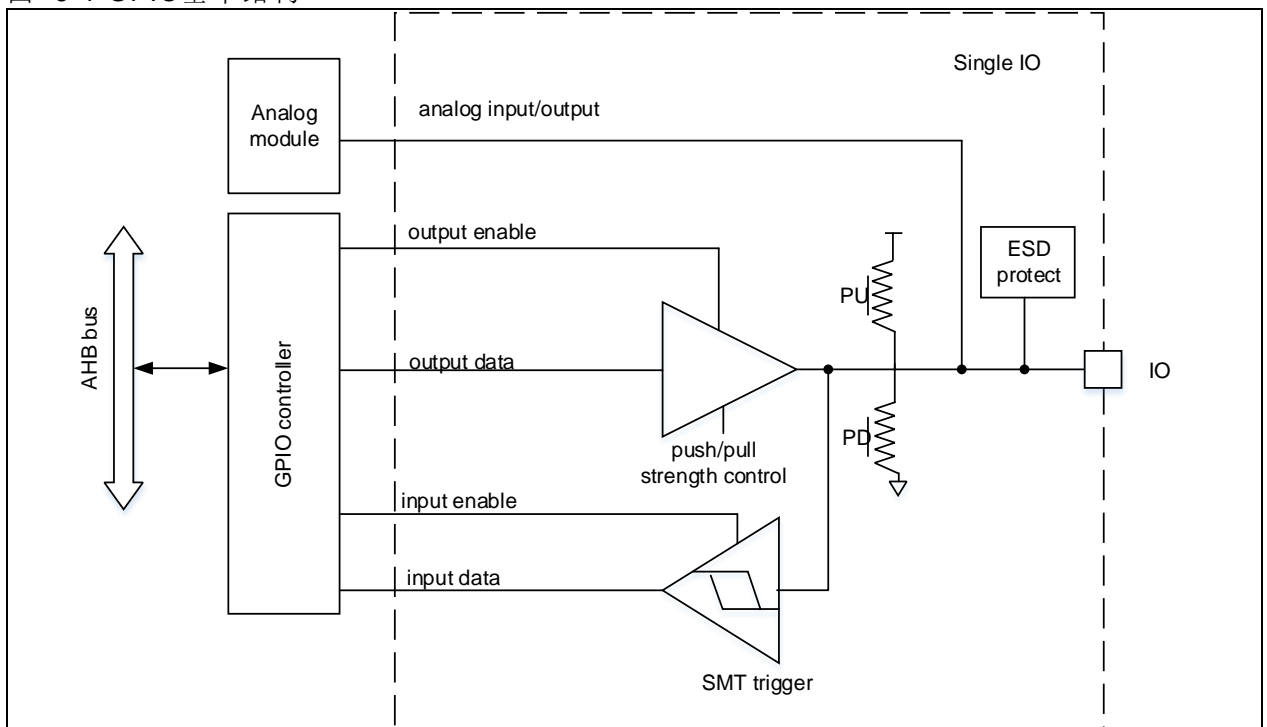 Single IO
Analog
module
analog input/output
output enable
ESD
protect
PU
AHB bus
GPIO controller
output data
IO
PD
push/pull
strength control
input enable
input data
SMT trigger